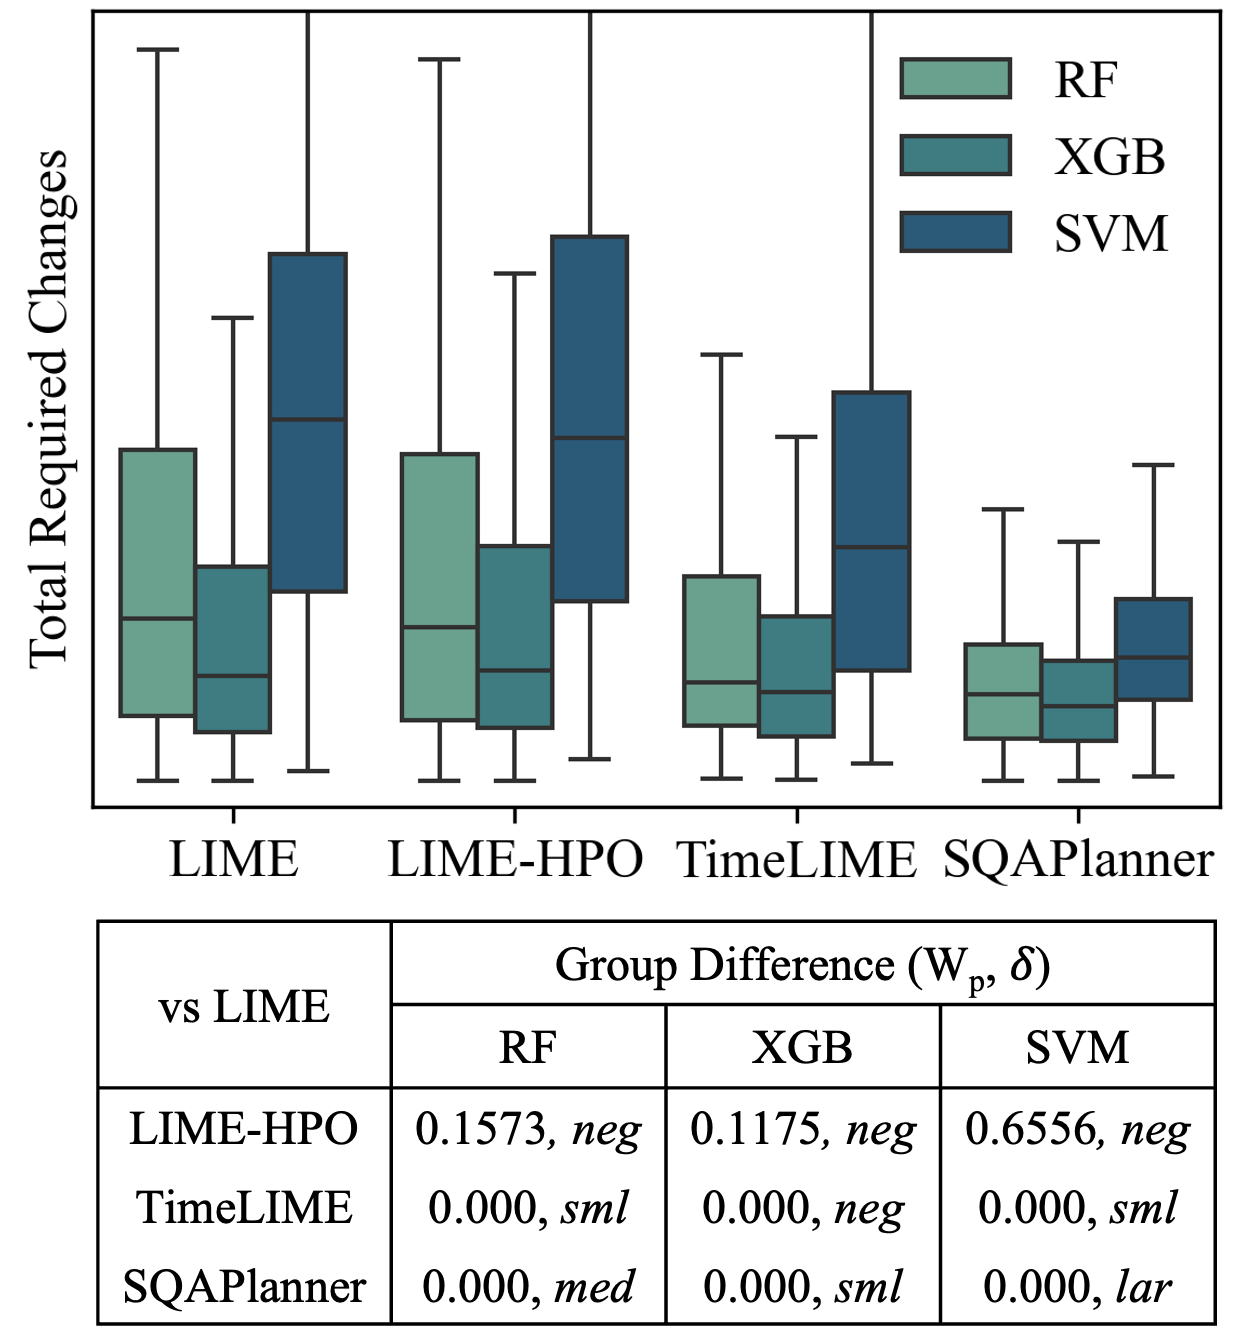 Total Required Changes
RF
XGB
SVM
LIME
LIME-HPO
TimeLIME
SQAPlanner
vs LIME
Group Difference (Wp, δ)
RF
XGB
SVM
LIME-HPO 0.1573, neg 0.1175, neg 0.6556, neg
TimeLIME 0.000, sml 0.000, neg 0.000, sml
SQAPlanner 0.000, med 0.000, sml 0.000, lar